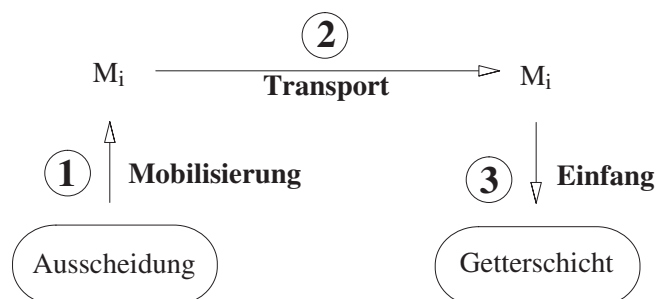 2
M_i M_i
Transport
1 Mobilisierung 3 Einfang
Ausscheidung Getterschicht